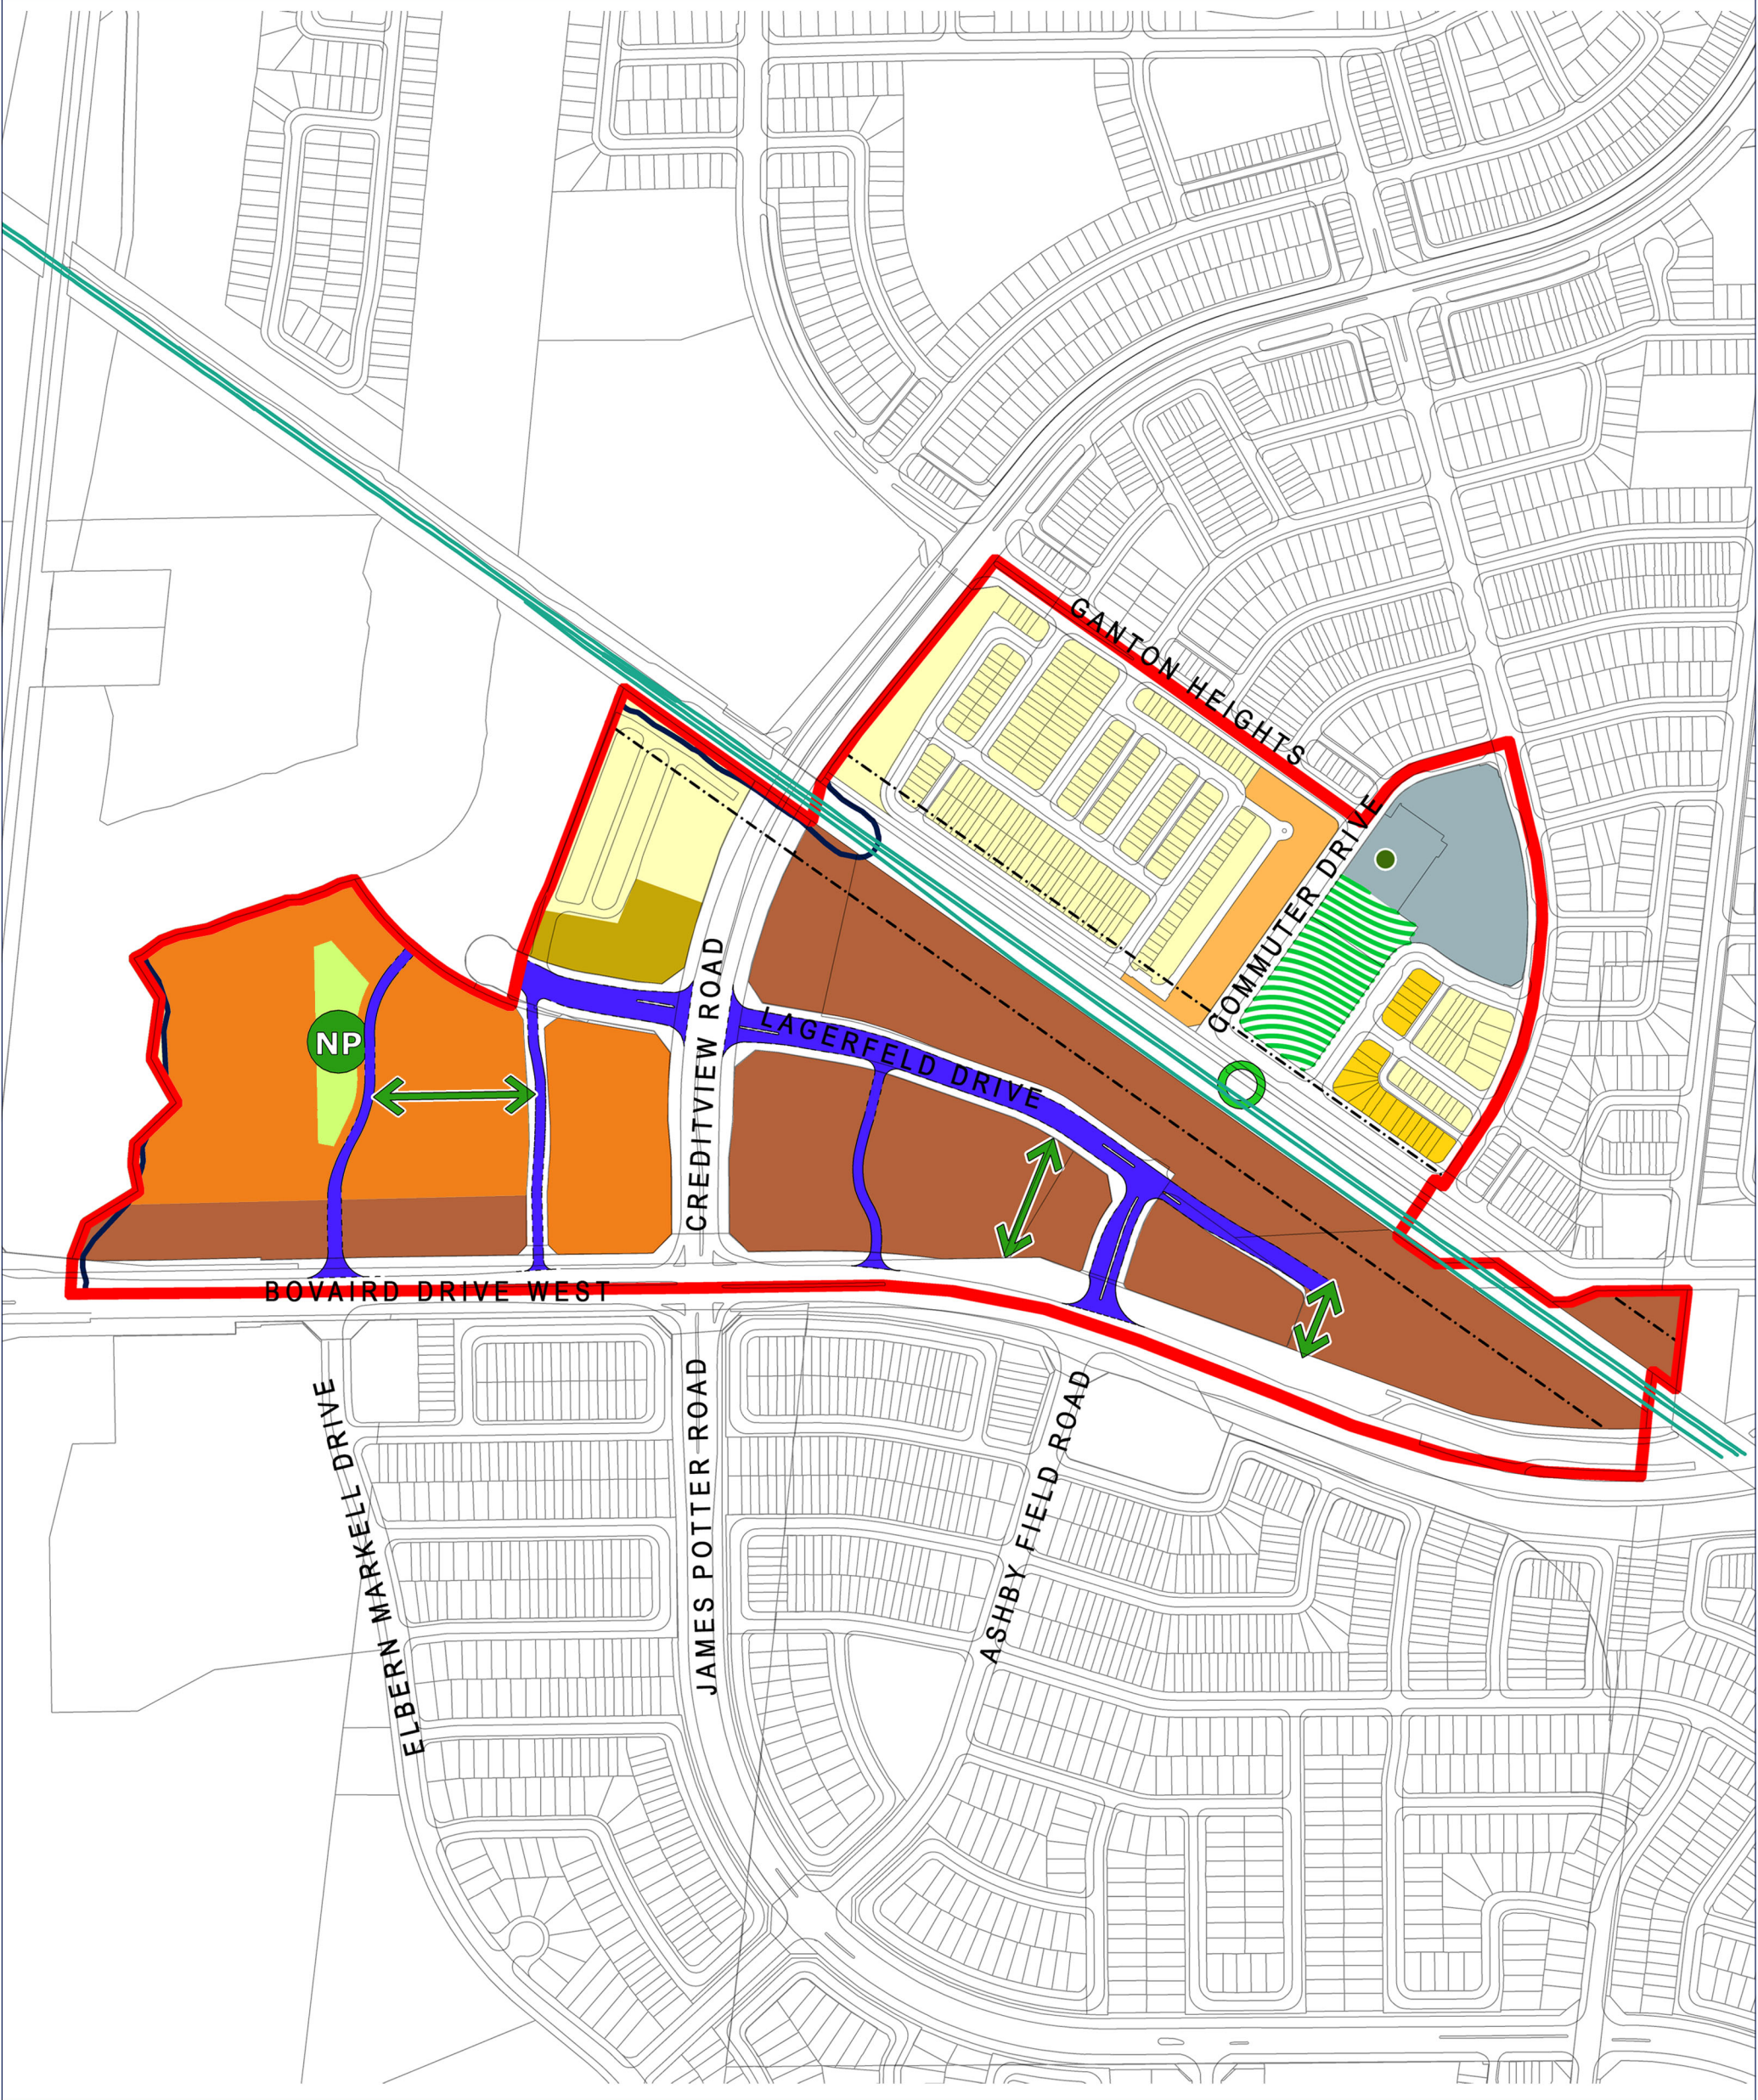 GANTON HEIGHTS
COMMUTER DRIVE
CREDITVIEW ROAD
LAGERFELD DRIVE
NP
BOVAIRD DRIVE WEST
ELBERN MARKELL DRIVE
JAMES POTTER ROAD
ASHBY FIELD ROAD